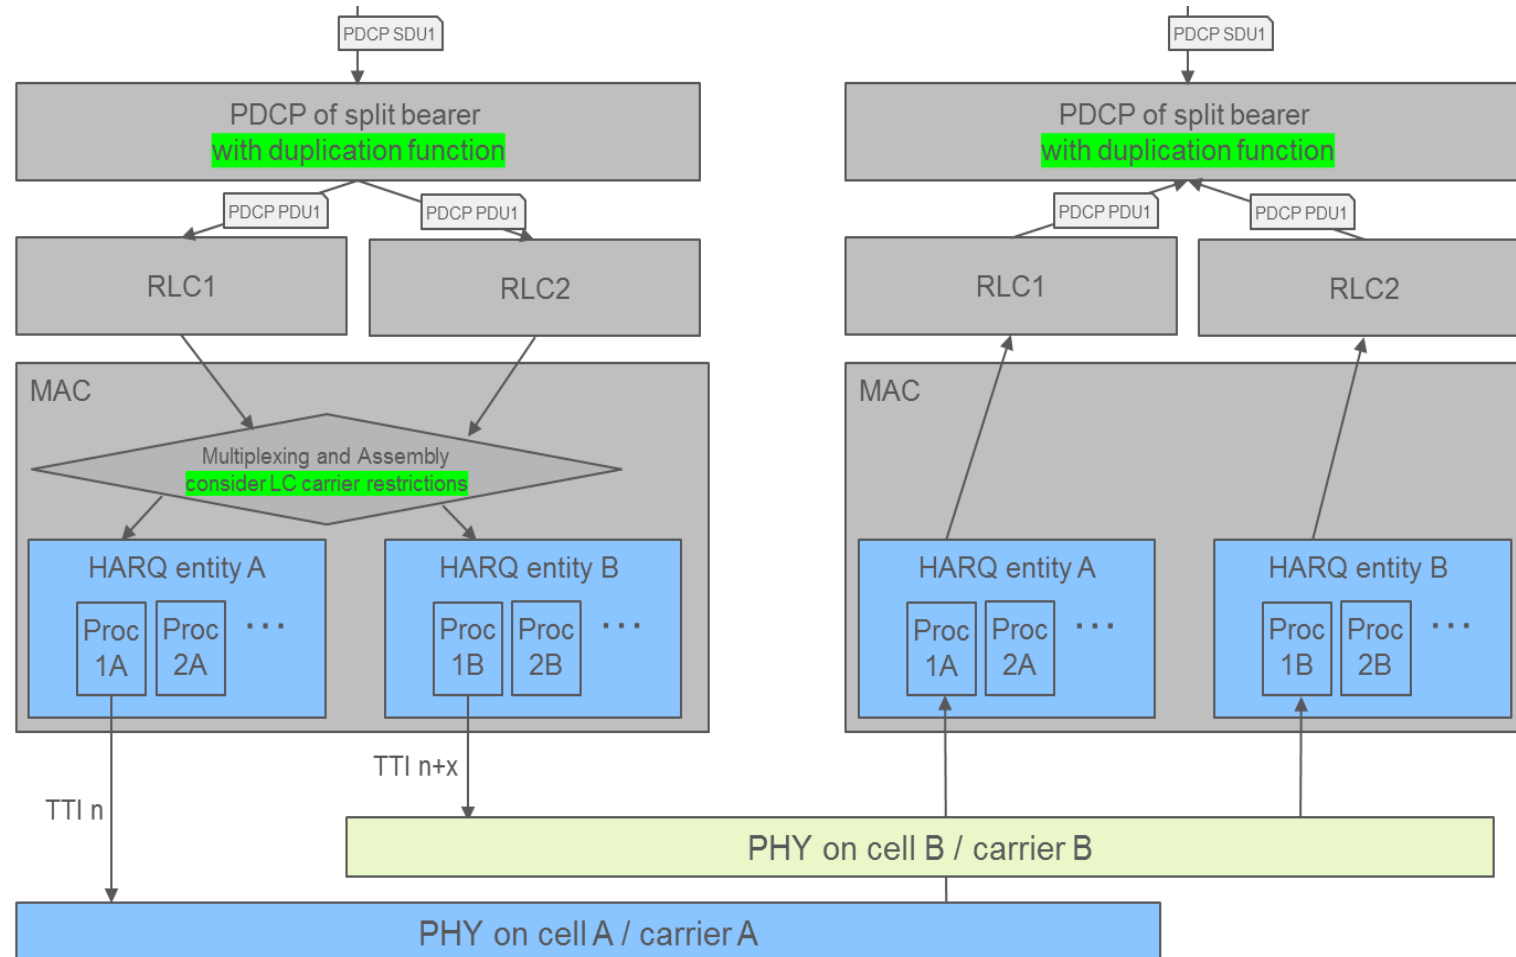 PDCP SDU1
PDCP of split bearer
with duplication function
PDCP PDU1
PDCP PDU1
RLC1
RLC2
MAC
Multiplexing and Assembly
consider LC carrier restrictions
HARQ entity A
Proc
1A
Proc
2A
...
HARQ entity B
Proc
1B
Proc
2B
...
TTI n
TTI n+x
PDCP SDU1
PDCP of split bearer
with duplication function
PDCP PDU1
PDCP PDU1
RLC1
RLC2
MAC
HARQ entity A
Proc
1A
Proc
2A
...
HARQ entity B
Proc
1B
Proc
2B
...
PHY on cell B / carrier B
PHY on cell A / carrier A